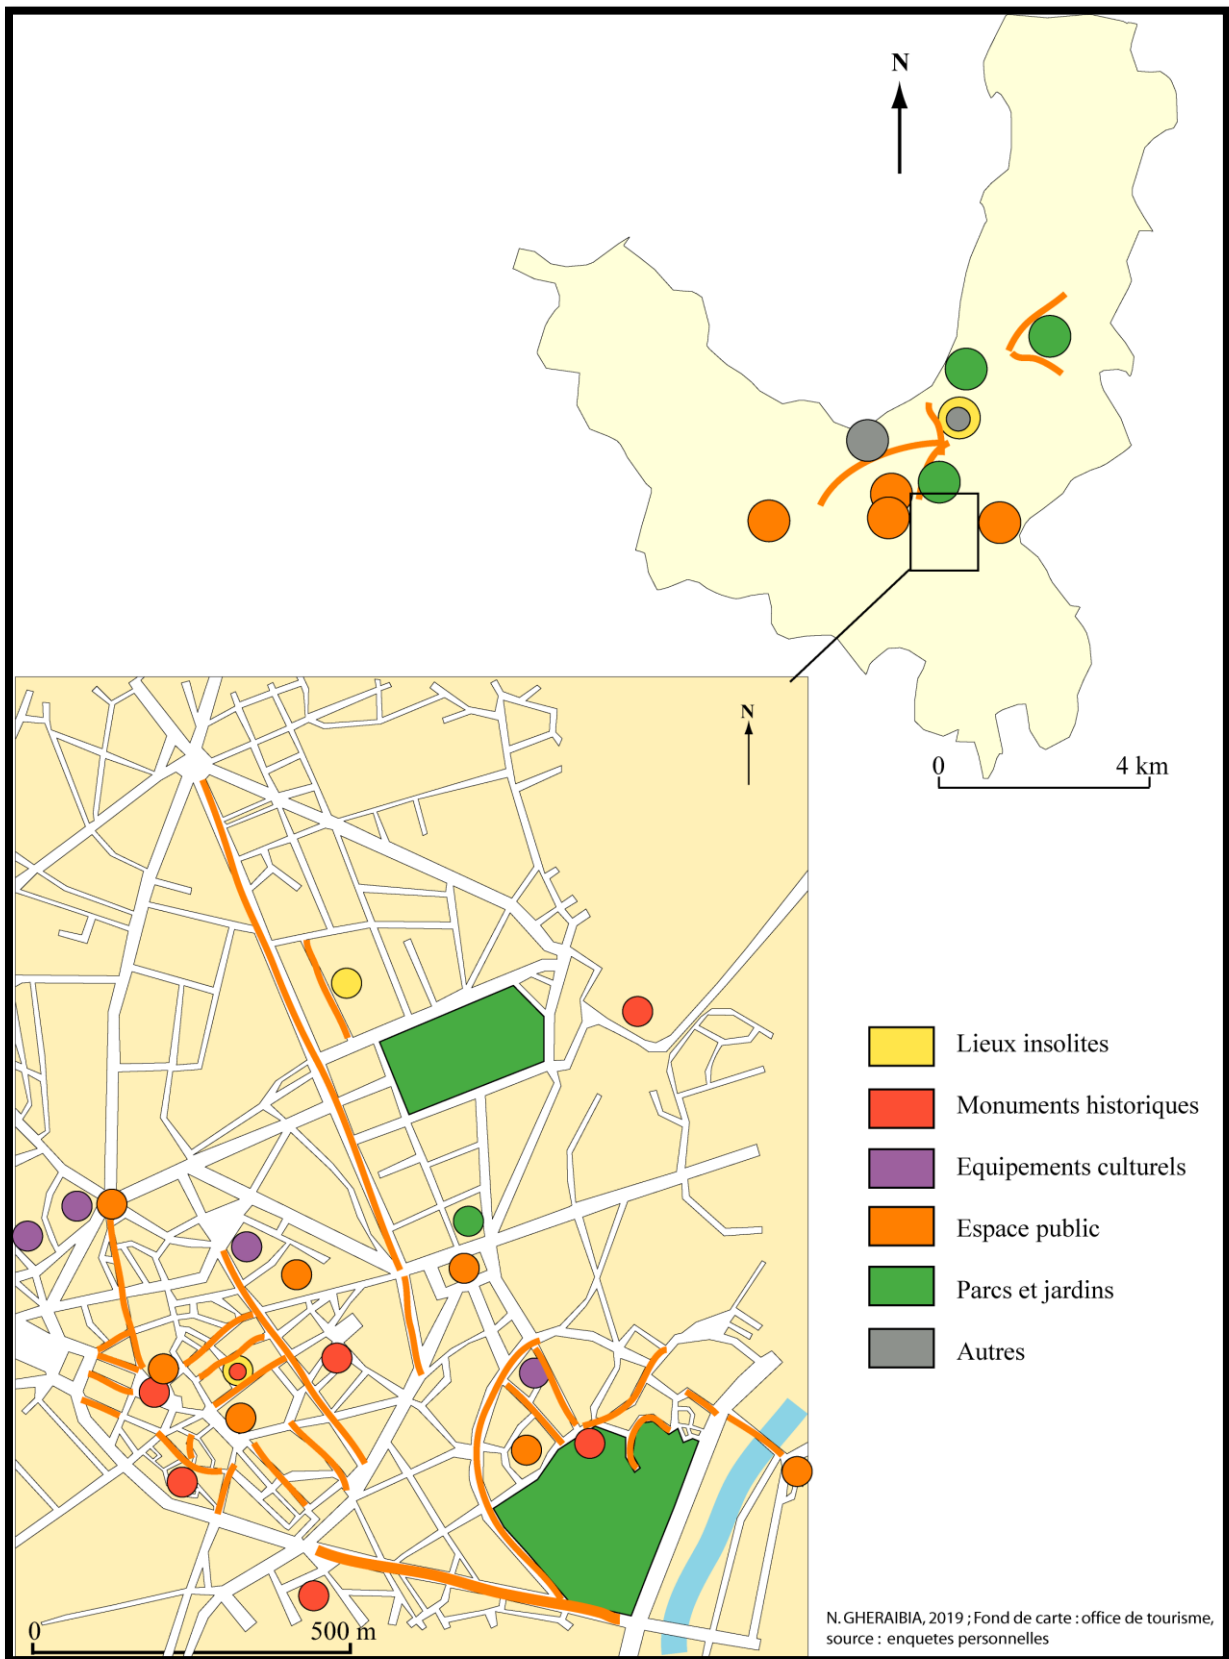 N
0 4 km
N
Lieux insolites
Monuments historiques
Equipements culturels
Espace public
Parcs et jardins
Autres
0 500 m
N. GHERAIBIA, 2019 ; Fond de carte : office de tourisme,
source : enquetes personnelles